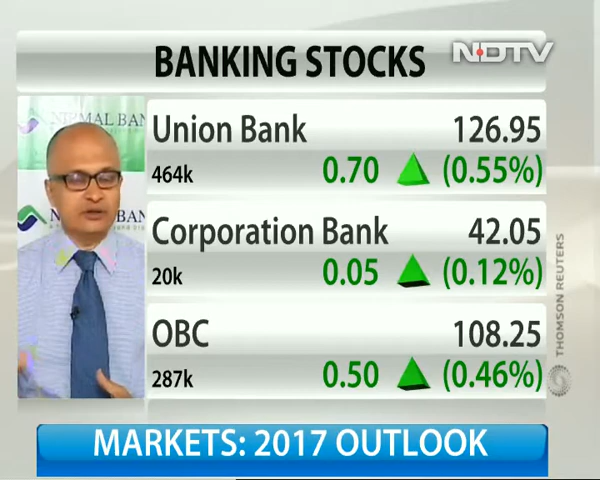 NDTV
BANKING STOCKS
Union Bank 126.95
464k 0.70 (0.55%)
Corporation Bank 42.05
20k 0.05 (0.12%)
OBC 108.25
287k 0.50 (0.46%)
THOMSON REUTERS
MARKETS: 2017 OUTLOOK